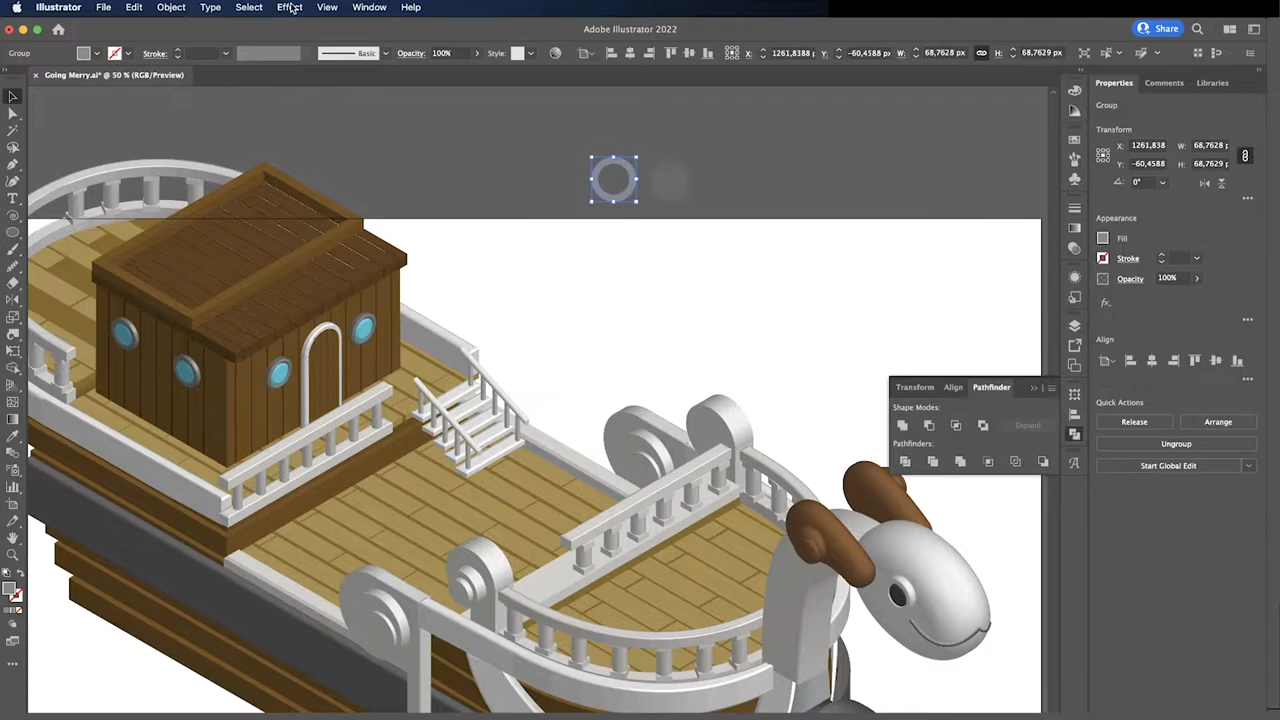 Illustrator File Edit Object Type Select Effect View Window Help
Adobe Illustrator 2022
Share
Group Stroke: Basic Opacity: 100% Style: X: 1261,8388 p Y: -60,4588 p W: 68,7628 px H: 68,7629 px
Going Merry.ai* @ 50 % (RGB/Preview)
Properties Comments Libraries
Group
Transform
X: 1261,838 W: 68,7628 p
Y: -60,4588 H: 68,7629 p
0°
Appearance
Fill
Stroke
Opacity 100%
fx.
Align
Quick Actions
Release Arrange
Ungroup
Start Global Edit
Transform Align Pathfinder
Shape Modes:
Expand
Pathfinders: